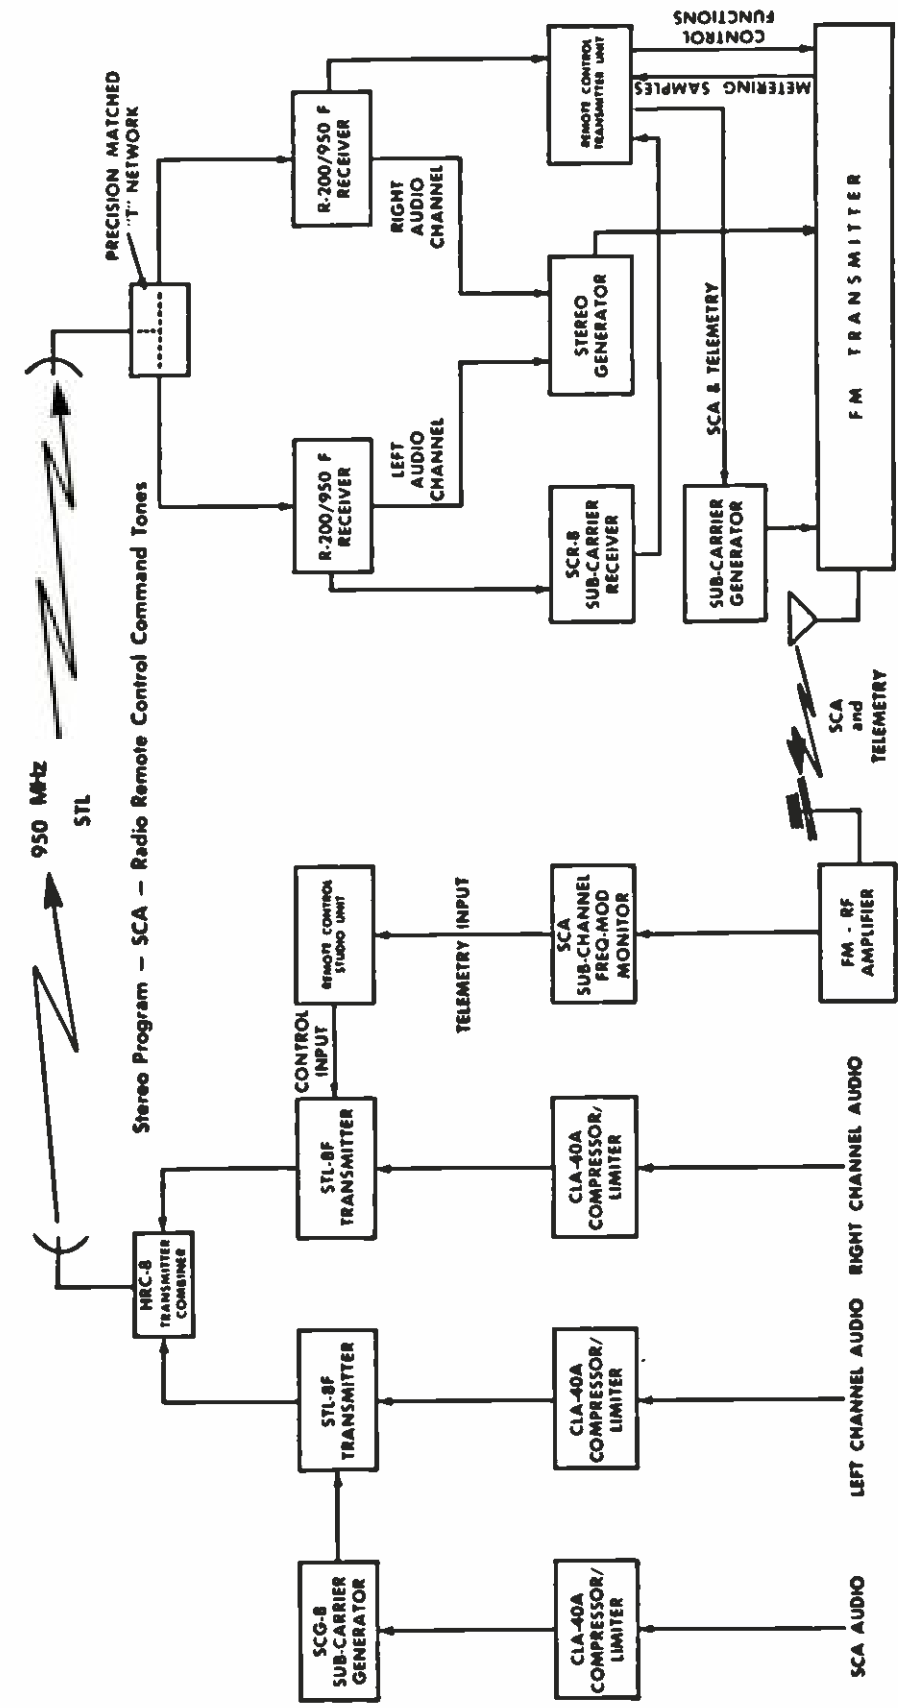 950 MHz
STL
Stereo Program — SCA — Radio Remote Control Command Tones
HRC-8
TRANSMITTER
COMBINER
PRECISION MATCHED
"T" NETWORK
SCG-8
SUB-CARRIER
GENERATOR
STL-8F
TRANSMITTER
STL-8F
TRANSMITTER
CONTROL
INPUT
REMOTE CONTROL
STUDIO UNIT
R-200/950 F
RECEIVER
R-200/950 F
RECEIVER
LEFT
AUDIO
CHANNEL
RIGHT
AUDIO
CHANNEL
TELEMETRY INPUT
CLA-40A
COMPRESSOR/
LIMITER
CLA-40A
COMPRESSOR/
LIMITER
CLA-40A
COMPRESSOR/
LIMITER
SCA
SUB-CHANNEL
FREQ-MOD
MONITOR
SCR-8
SUB-CARRIER
RECEIVER
STEREO
GENERATOR
REMOTE CONTROL
TRANSMITTER UNIT
SCA & TELEMETRY
METERING SAMPLES
CONTROL
FUNCTIONS
SUB-CARRIER
GENERATOR
FM TRANSMITTER
SCA
and
TELEMETRY
FM - RF
AMPLIFIER
SCA AUDIO
LEFT CHANNEL AUDIO
RIGHT CHANNEL AUDIO